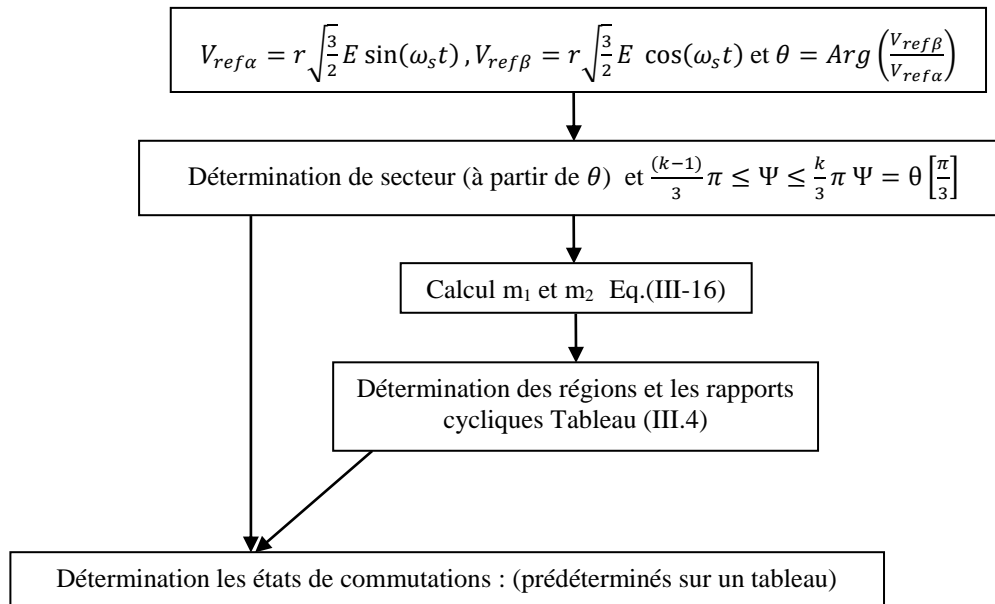 V_{refα} = r√(3/2) E sin(ω_s t) , V_{refβ} = r√(3/2) E cos(ω_s t) et θ = Arg (V_{refβ}/V_{refα})
Détermination de secteur (à partir de θ) et (k−1)/3 π ≤ Ψ ≤ k/3 π Ψ = θ [π/3]
Calcul m₁ et m₂ Eq.(III-16)
Détermination des régions et les rapports
cycliques Tableau (III.4)
Détermination les états de commutations : (prédéterminés sur un tableau)